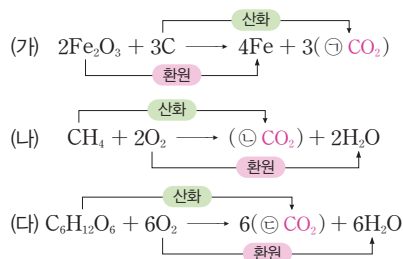 산화
(가) 2Fe₂O₃ + 3C → 4Fe + 3(㉠ CO₂)
환원
산화
(나) CH₄ + 2O₂ → (㉡ CO₂) + 2H₂O
환원
산화
(다) C₆H₁₂O₆ + 6O₂ → 6(㉢ CO₂) + 6H₂O
환원